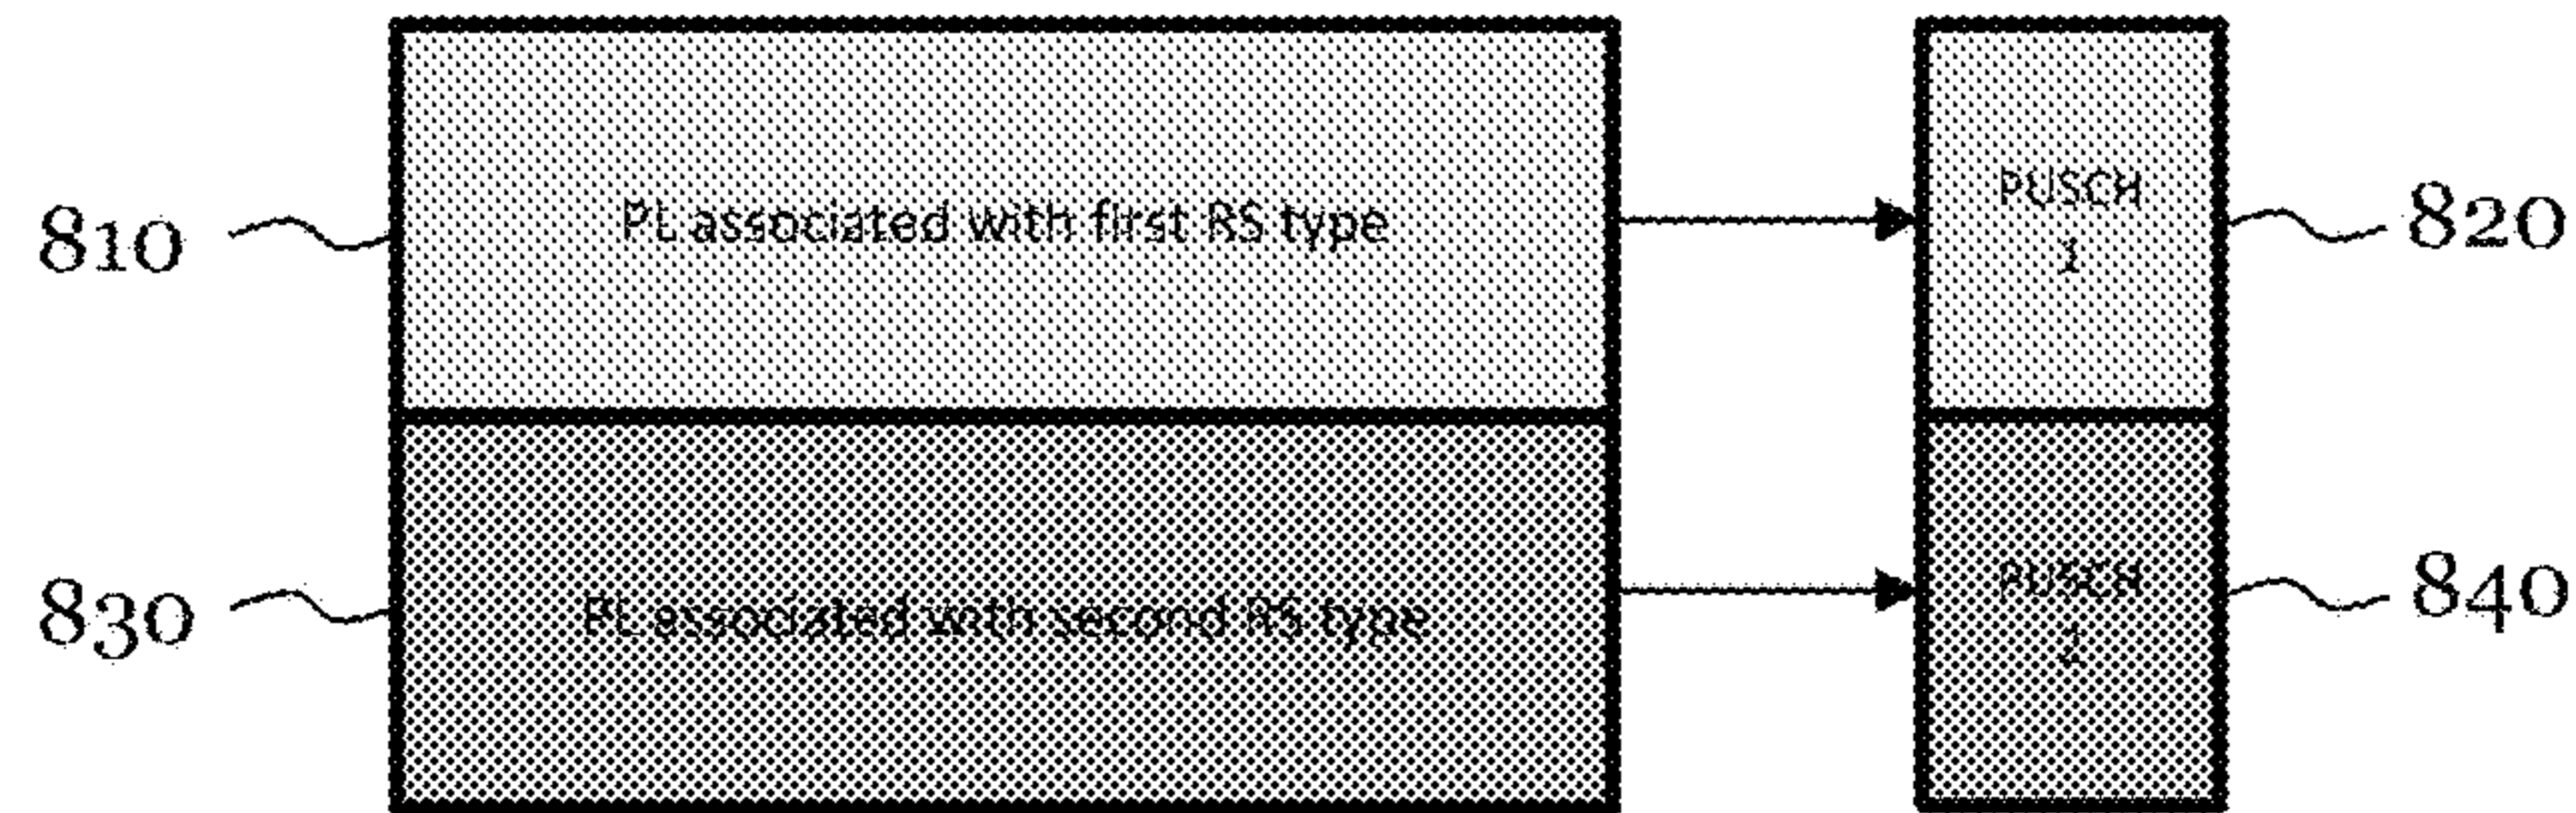 810
PL associated with first RS type
PUSCH
1
820
830
PL associated with second RS type
PUSCH
2
840